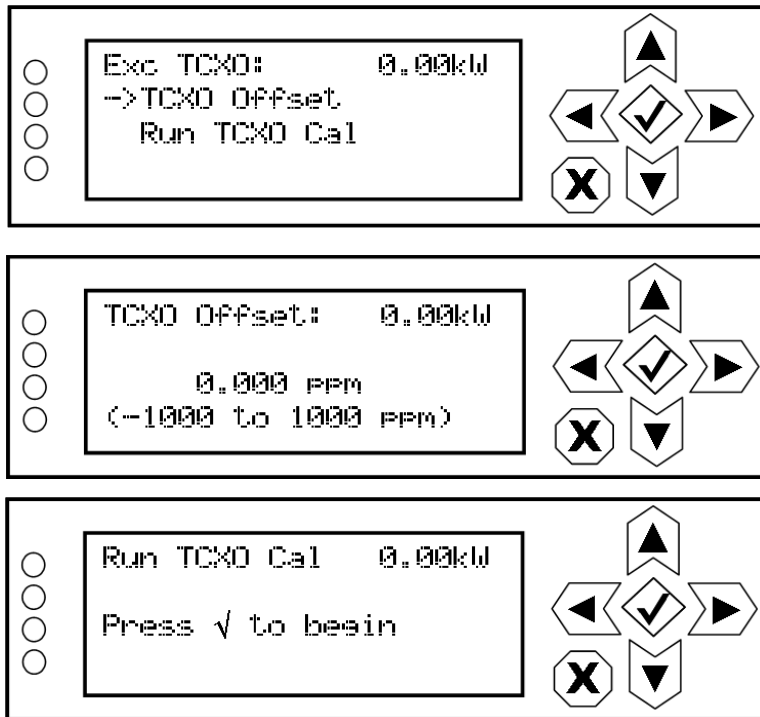 Exc TCXO: 0.00kW
->TCXO Offset
Run TCXO Cal
X
TCXO Offset: 0.00kW
0.000 ppm
(-1000 to 1000 ppm)
X
Run TCXO Cal 0.00kW
Press √ to begin
X